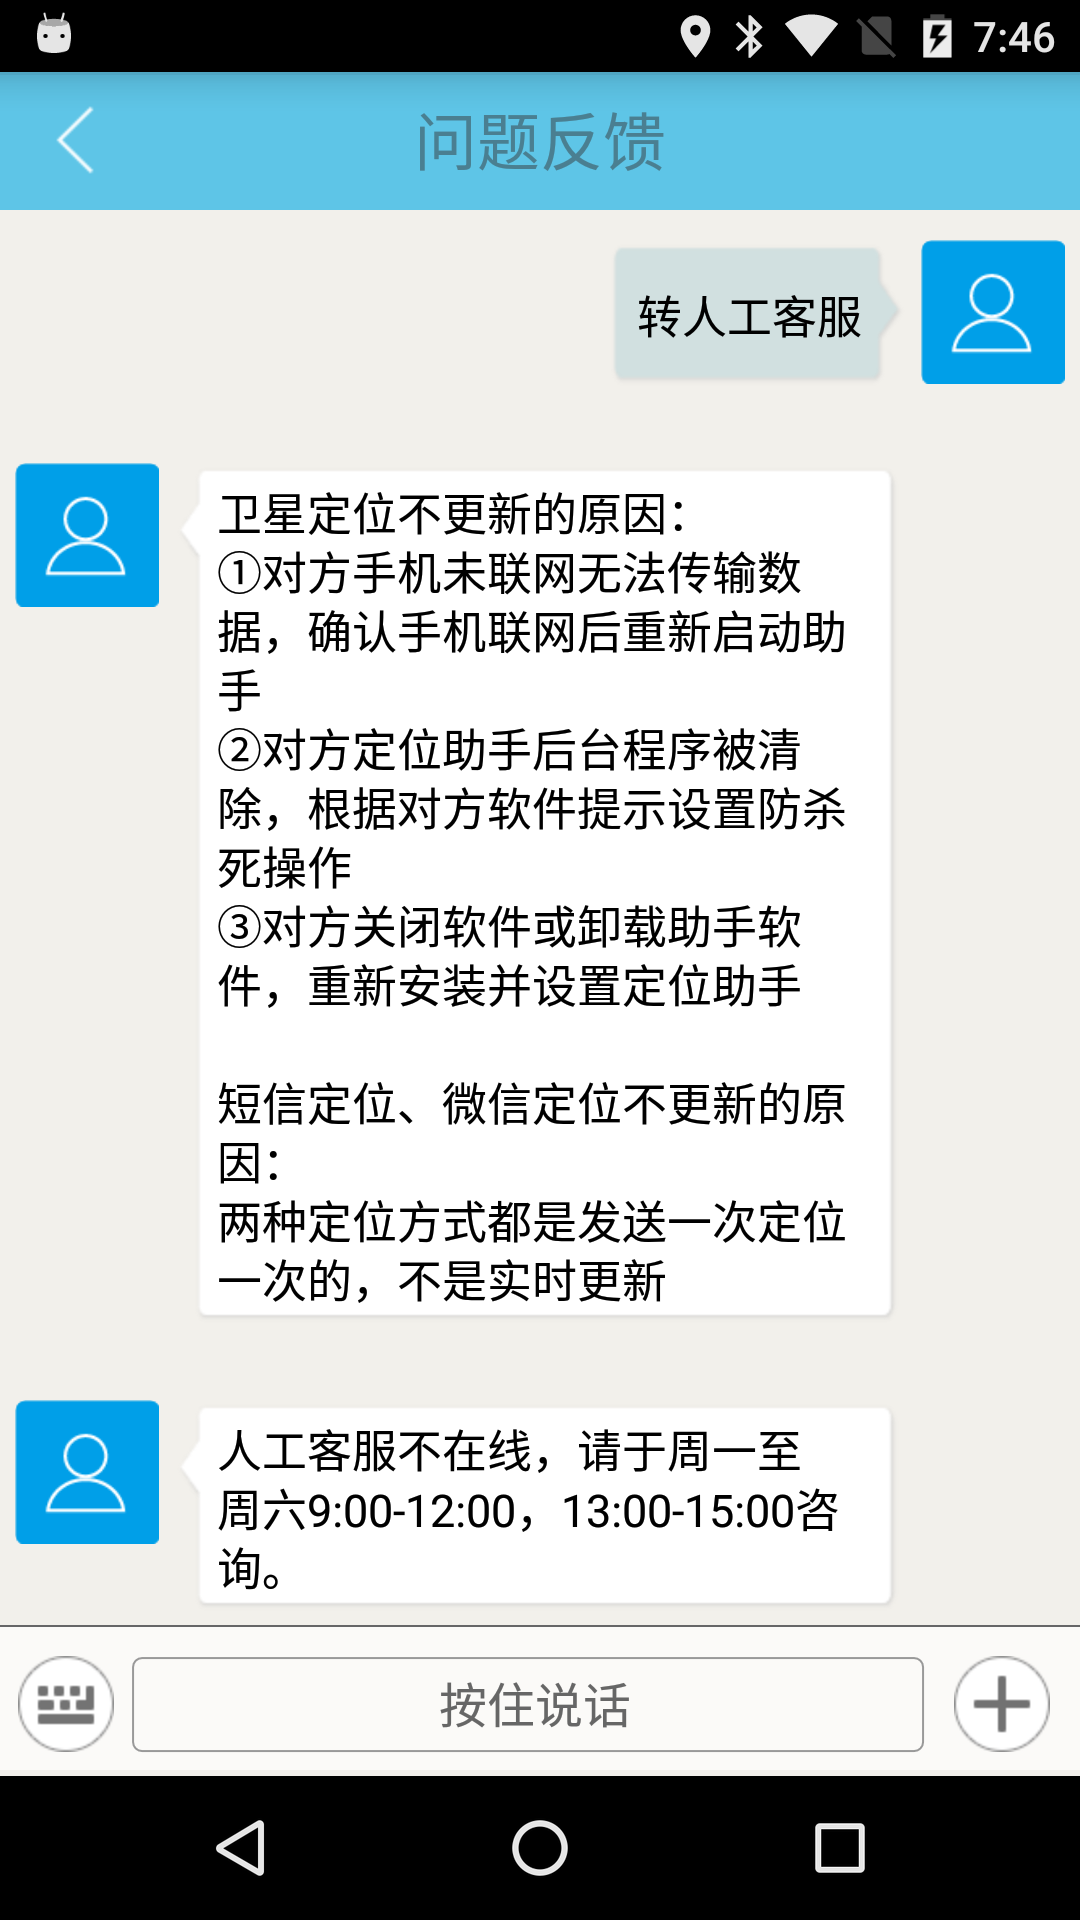 7:46
问题反馈
转人工客服
卫星定位不更新的原因：
①对方手机未联网无法传输数
据，确认手机联网后重新启动助
手
②对方定位助手后台程序被清
除，根据对方软件提示设置防杀
死操作
③对方关闭软件或卸载助手软
件，重新安装并设置定位助手
短信定位、微信定位不更新的原
因：
两种定位方式都是发送一次定位
一次的，不是实时更新
人工客服不在线，请于周一至
周六9:00-12:00，13:00-15:00咨
询。
按住说话